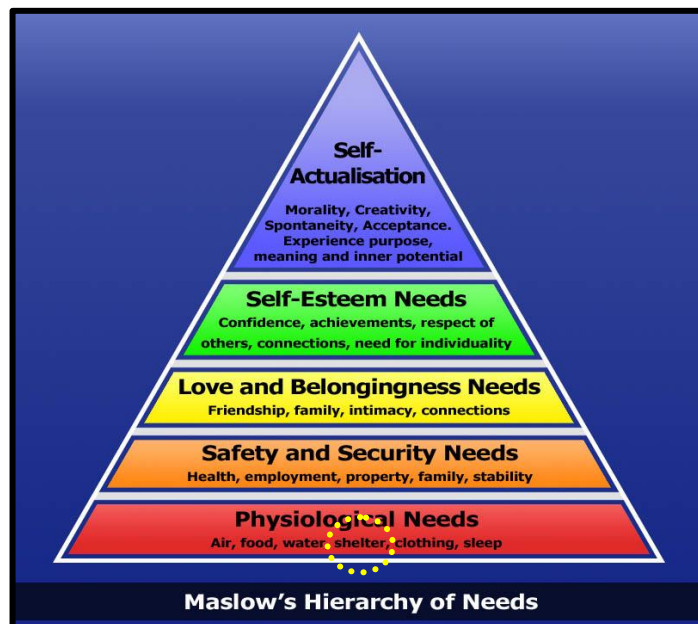 Self-
Actualisation
Morality, Creativity,
Spontaneity, Acceptance.
Experience purpose,
meaning and inner potential
Self-Esteem Needs
Confidence, achievements, respect of
others, connections, need for individuality
Love and Belongingness Needs
Friendship, family, intimacy, connections
Safety and Security Needs
Health, employment, property, family, stability
Physiological Needs
Air, food, water, shelter, clothing, sleep
Maslow's Hierarchy of Needs